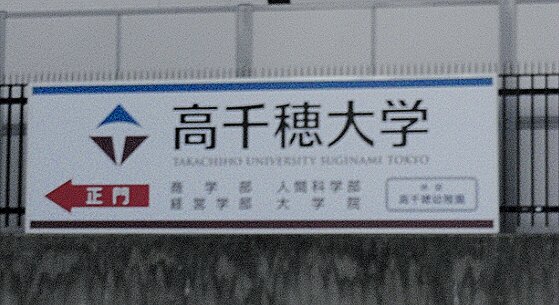 高千穂大学
TAKACHIHO UNIVERSITY SUGINAMI TOKYO
正門
商学部 人間科学部
経営学部 大学院
高千穂幼稚園